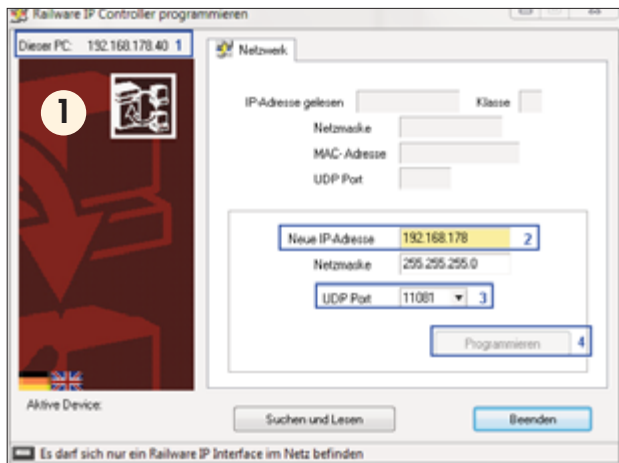 Railware IP Controller programmieren
Dieser PC: 192.168.178.40 1
1
Netzwerk
IP-Adresse gelesen Klasse
Netzmaske
MAC- Adresse
UDP Port
Neue IP-Adresse 192.168.178 2
Netzmaske 255.255.255.0
UDP Port 11081 3
Programmieren 4
Aktive Device:
Suchen und Lesen Beenden
Es darf sich nur ein Railware IP Interface im Netz befinden